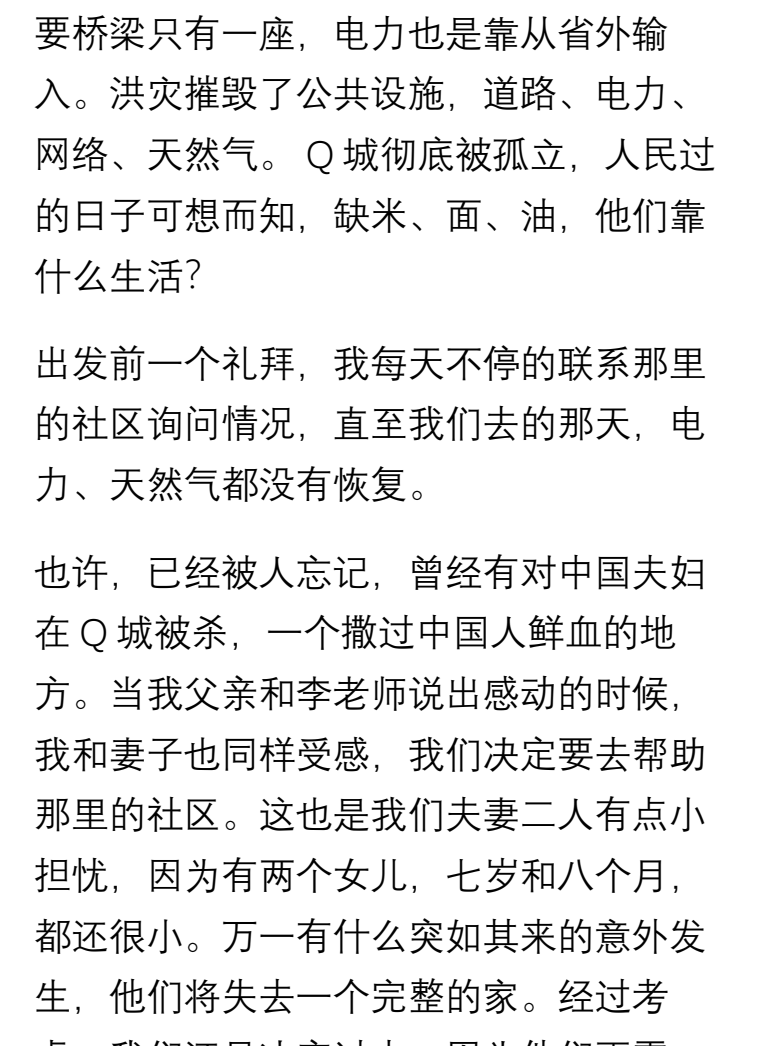 要桥梁只有一座，电力也是靠从省外输
入。洪灾摧毁了公共设施，道路、电力、
网络、天然气。 Q 城彻底被孤立，人民过
的日子可想而知，缺米、面、油，他们靠
什么生活？
出发前一个礼拜，我每天不停的联系那里
的社区询问情况，直至我们去的那天，电
力、天然气都没有恢复。
也许，已经被人忘记，曾经有对中国夫妇
在 Q 城被杀，一个撒过中国人鲜血的地
方。当我父亲和李老师说出感动的时候，
我和妻子也同样受感，我们决定要去帮助
那里的社区。这也是我们夫妻二人有点小
担忧，因为有两个女儿，七岁和八个月，
都还很小。万一有什么突如其来的意外发
生，他们将失去一个完整的家。经过考